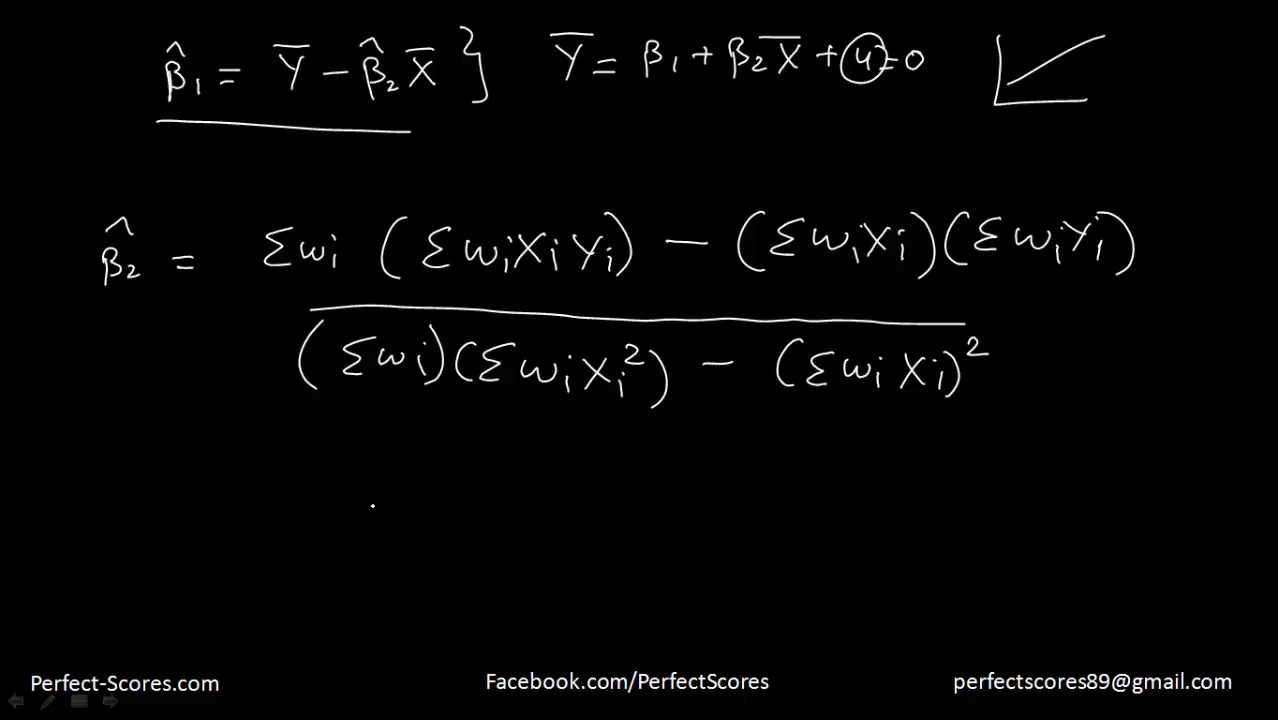 β̂₁ = Y̅ − β̂₂X̅ } Y̅ = β₁ + β₂X̅ + u = 0
β̂₂ = Σwᵢ (ΣwᵢXᵢYᵢ) − (ΣwᵢXᵢ)(ΣwᵢYᵢ)
(Σwᵢ)(ΣwᵢXᵢ²) − (ΣwᵢXᵢ)²
Perfect-Scores.com Facebook.com/PerfectScores perfectscores89@gmail.com